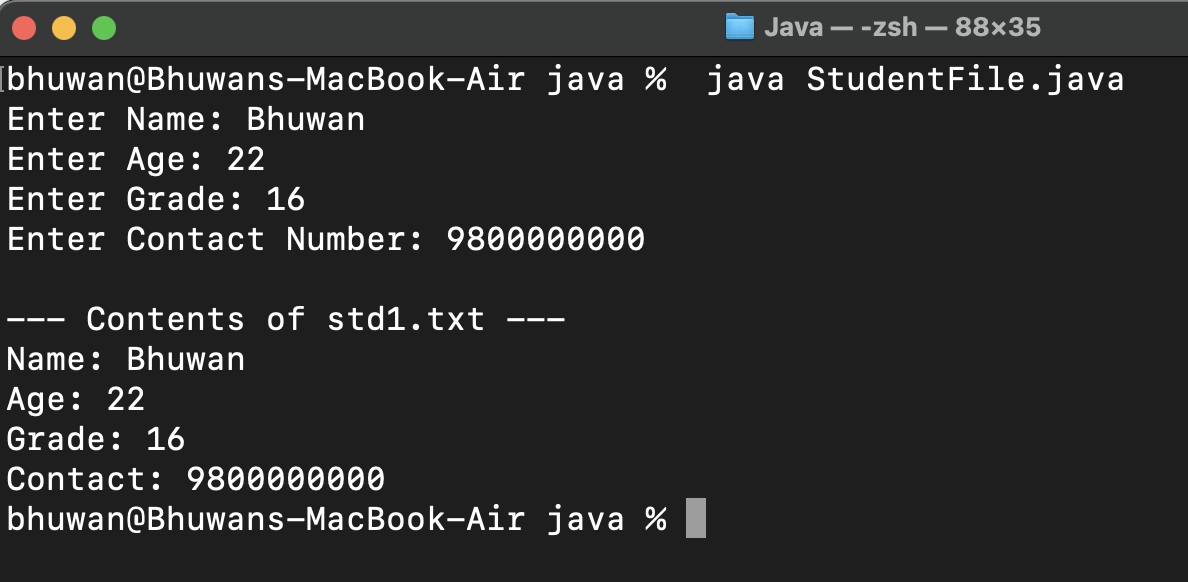 Java — -zsh — 88×35
bhuwan@Bhuwans-MacBook-Air java %  java StudentFile.java
Enter Name: Bhuwan
Enter Age: 22
Enter Grade: 16
Enter Contact Number: 9800000000
--- Contents of std1.txt ---
Name: Bhuwan
Age: 22
Grade: 16
Contact: 9800000000
bhuwan@Bhuwans-MacBook-Air java %